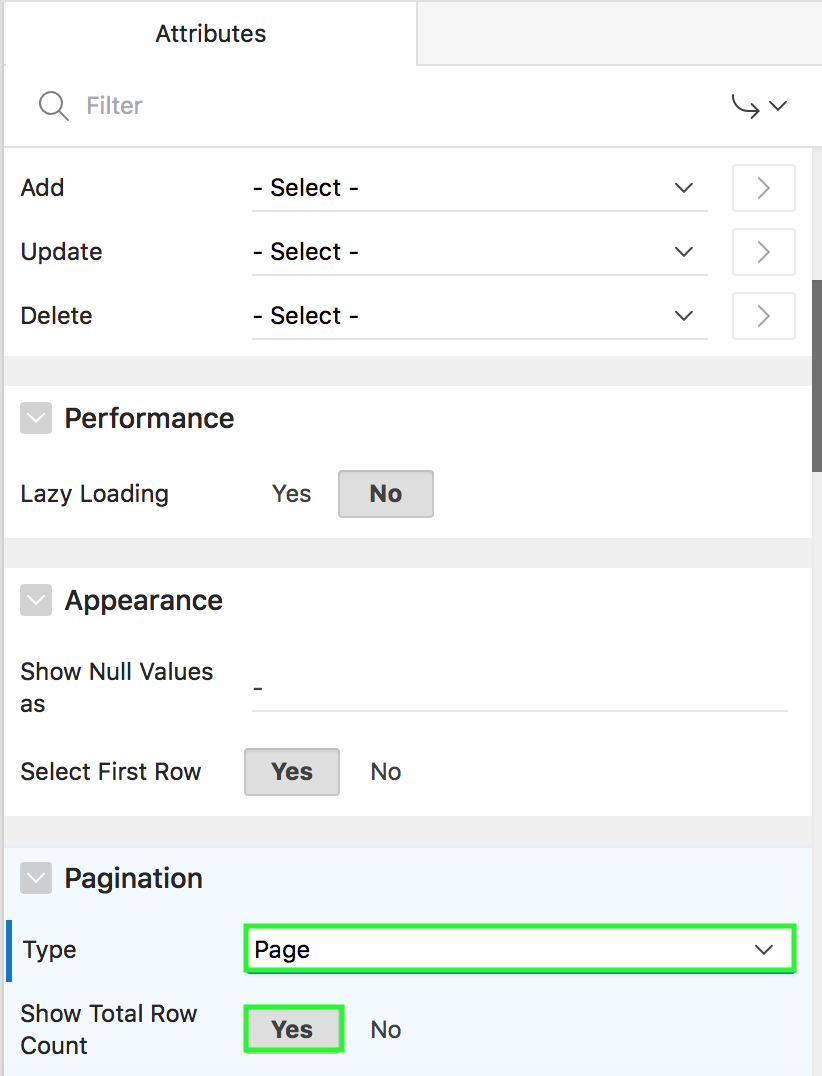 Attributes
Filter
Add - Select -
Update - Select -
Delete - Select -
Performance
Lazy Loading Yes No
Appearance
Show Null Values
as -
Select First Row Yes No
Pagination
Type Page
Show Total Row
Count Yes No